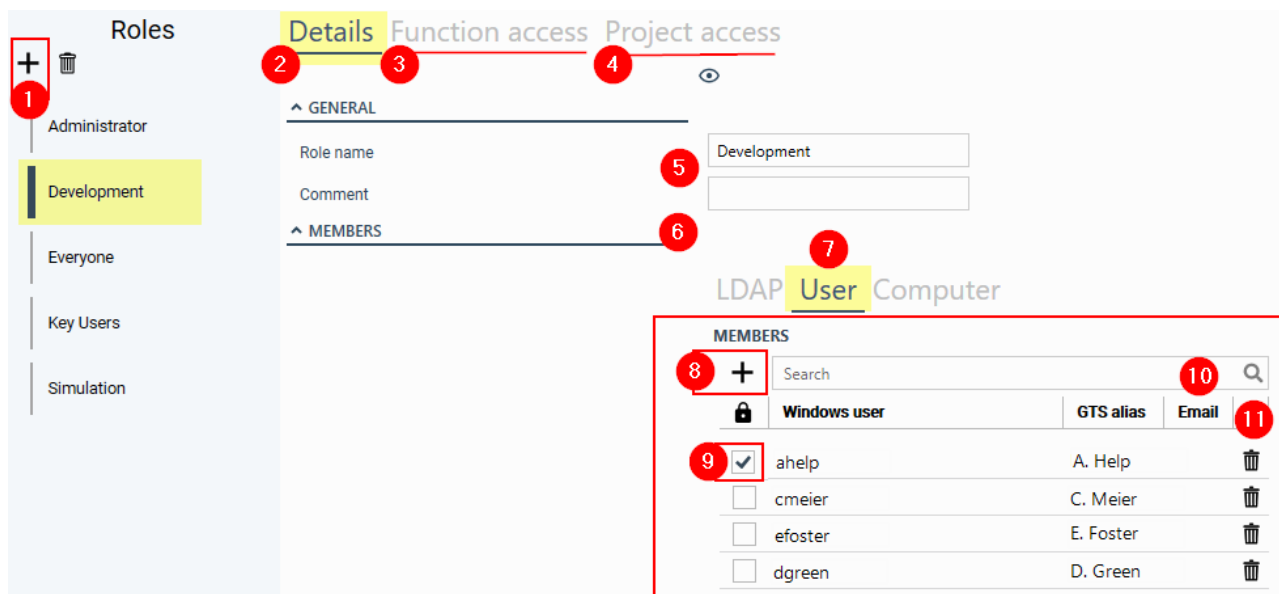 Roles
Details Function access Project access
2 3 4
1
GENERAL
Administrator
Role name
Development
5
Development
Comment
MEMBERS
6
Everyone
7
LDAP User Computer
Key Users
MEMBERS
8
Search
10
Simulation
Windows user GTS alias Email
11
9
ahelp A. Help
cmeier C. Meier
efoster E. Foster
dgreen D. Green